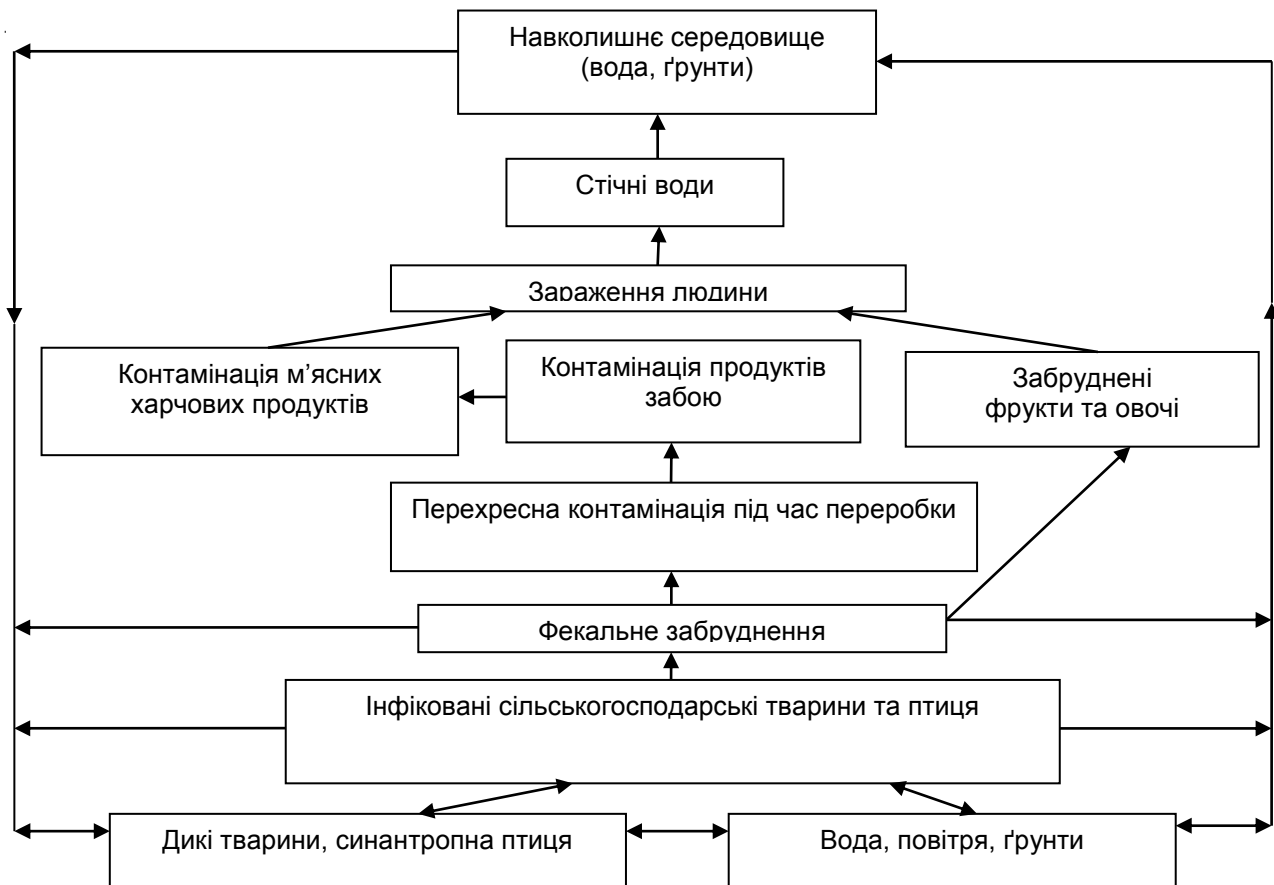 Навколишнє середовище
(вода, ґрунти)
Стічні води
Зараження людини
Контамінація м’ясних
харчових продуктів
Контамінація продуктів
забою
Забруднені
фрукти та овочі
Перехресна контамінація під час переробки
Фекальне забруднення
Інфіковані сільськогосподарські тварини та птиця
Дикі тварини, синантропна птиця
Вода, повітря, ґрунти